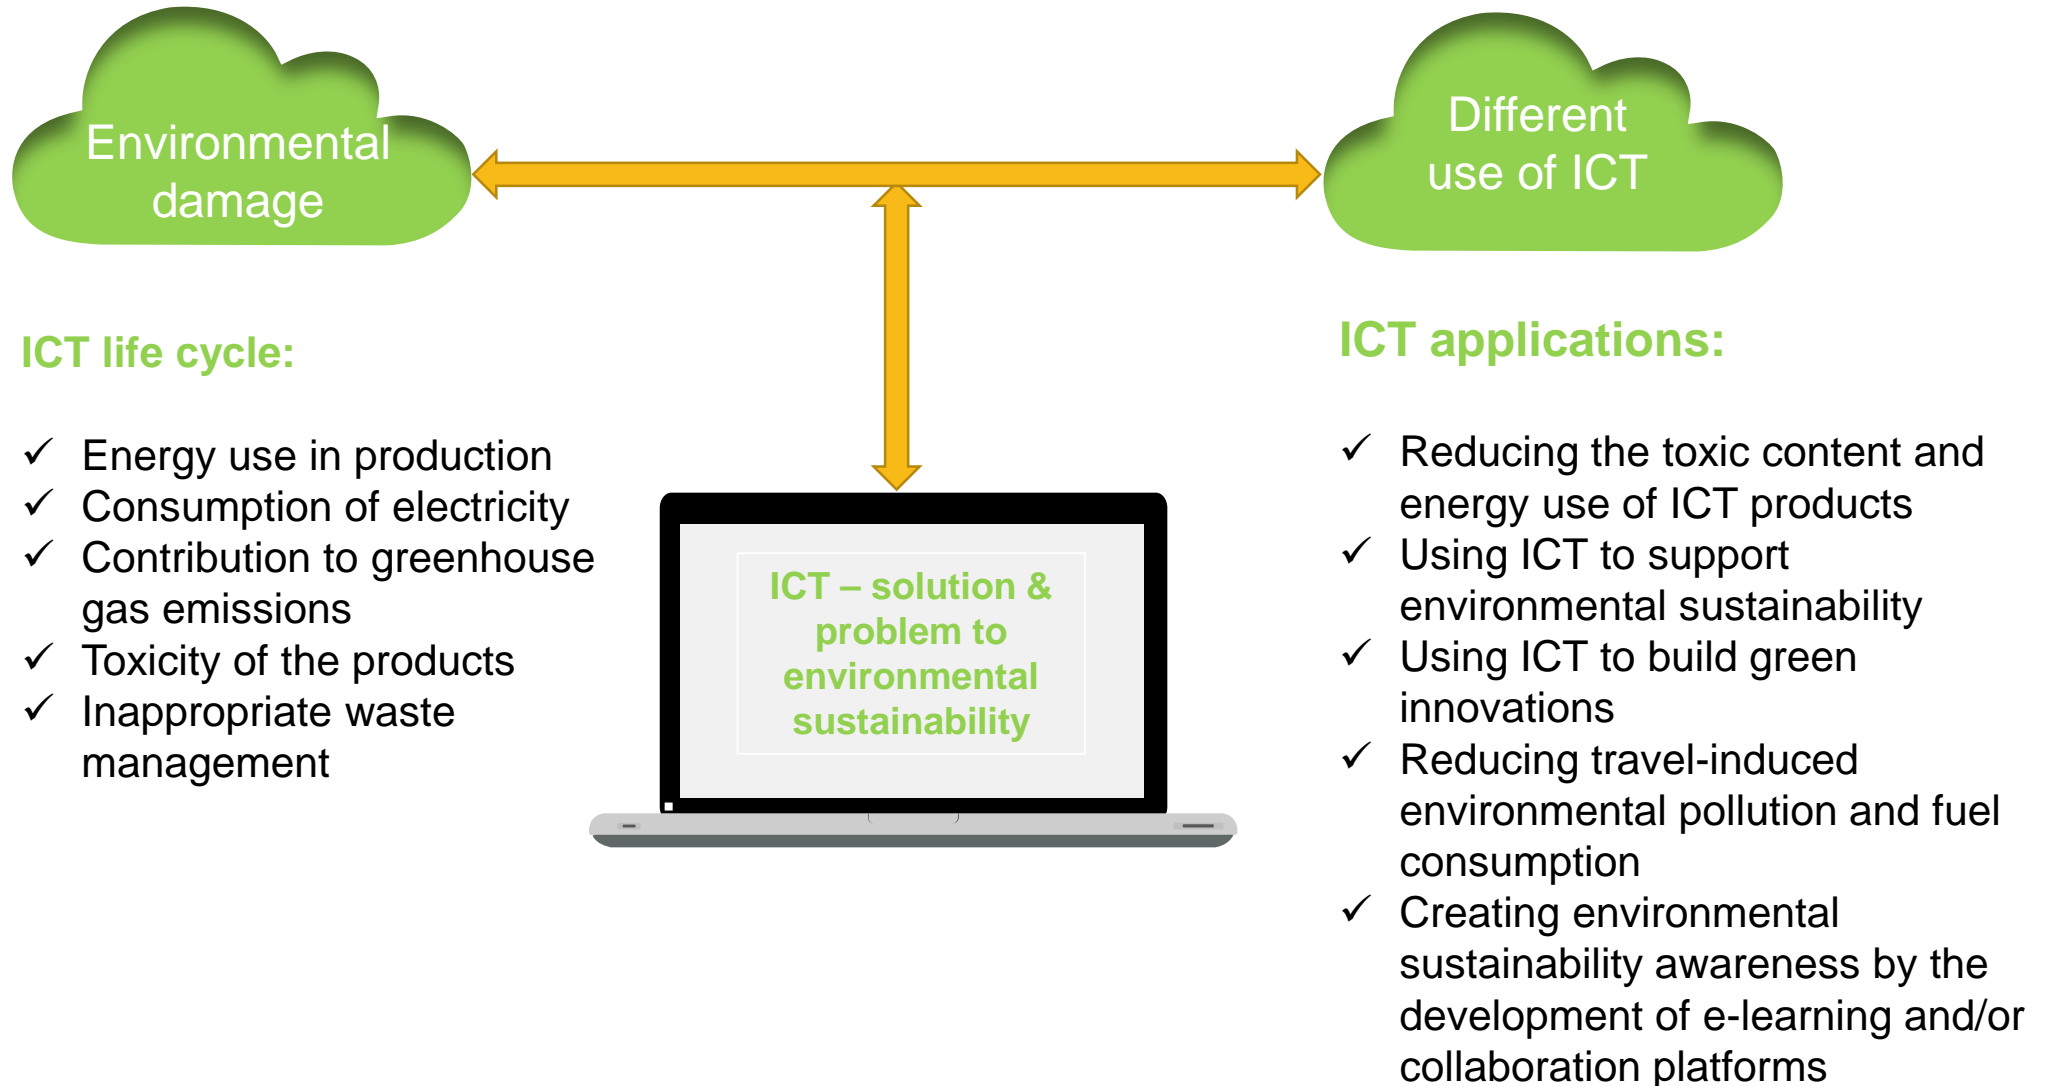 Environmental
damage
Different
use of ICT
ICT life cycle:
✓ Energy use in production
✓ Consumption of electricity
✓ Contribution to greenhouse
gas emissions
✓ Toxicity of the products
✓ Inappropriate waste
management
ICT – solution &
problem to
environmental
sustainability
ICT applications:
✓ Reducing the toxic content and
energy use of ICT products
✓ Using ICT to support
environmental sustainability
✓ Using ICT to build green
innovations
✓ Reducing travel-induced
environmental pollution and fuel
consumption
✓ Creating environmental
sustainability awareness by the
development of e-learning and/or
collaboration platforms